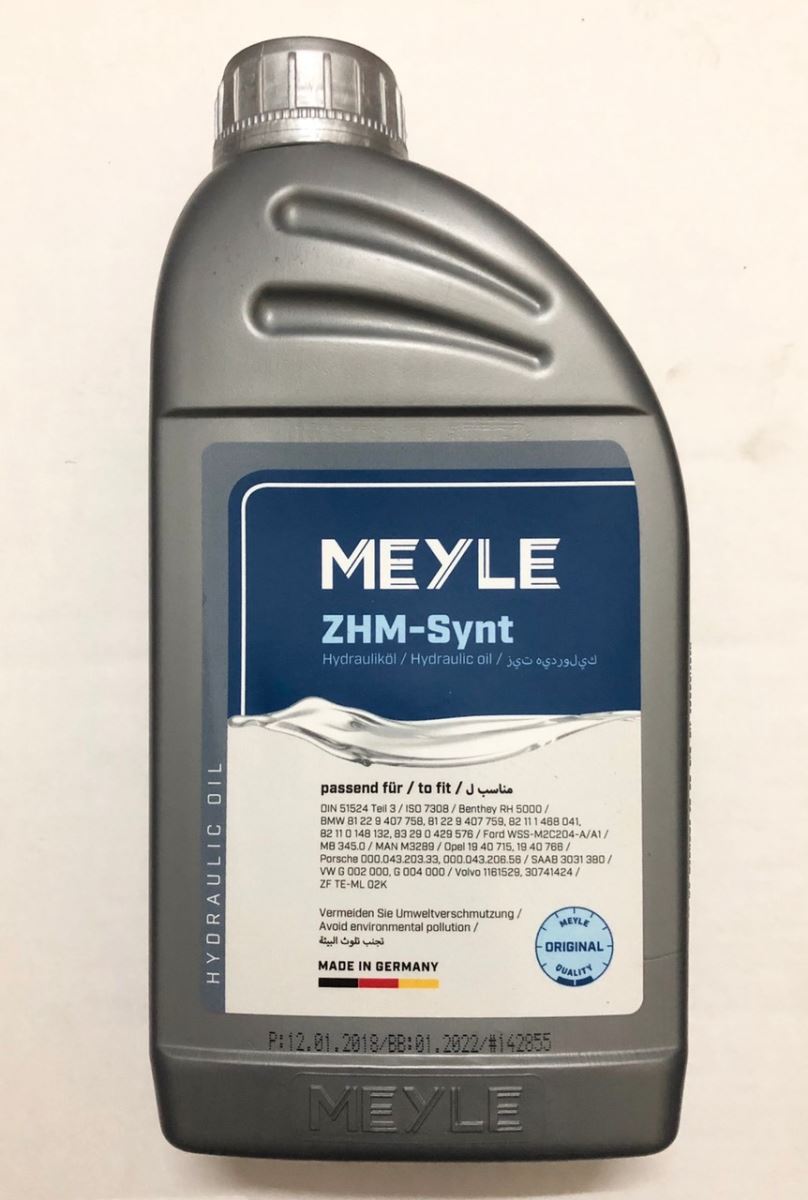 MEYLE
ZHM-Synt
Hydrauliköl / Hydraulic oil / كيلورديه تيز
passend für / to fit / مناسب ل
DIN 51524 Teil 3 / ISO 7308 / Benthey RH 5000 /
BMW 81 22 9 407 758, 81 22 9 407 759, 82 11 1 468 041,
82 11 0 148 132, 83 29 0 429 576 / Ford WSS-M2C204-A/A1 /
MB 345.0 / MAN M3289 / Opel 19 40 715, 19 40 766 /
Porsche 000.043.203.33, 000.043.206.56 / SAAB 3031 380 /
VW G 002 000, G 004 000 / Volvo 1161529, 30741424 /
ZF TE-ML 02K
Vermeiden Sie Umweltverschmutzung /
Avoid environmental pollution /
تجنب تلوث البيئة
MADE IN GERMANY
MEYLE
ORIGINAL
QUALITY
HYDRAULIC OIL
P:12.01.2018/BB:01.2022/#142855
MEYLE